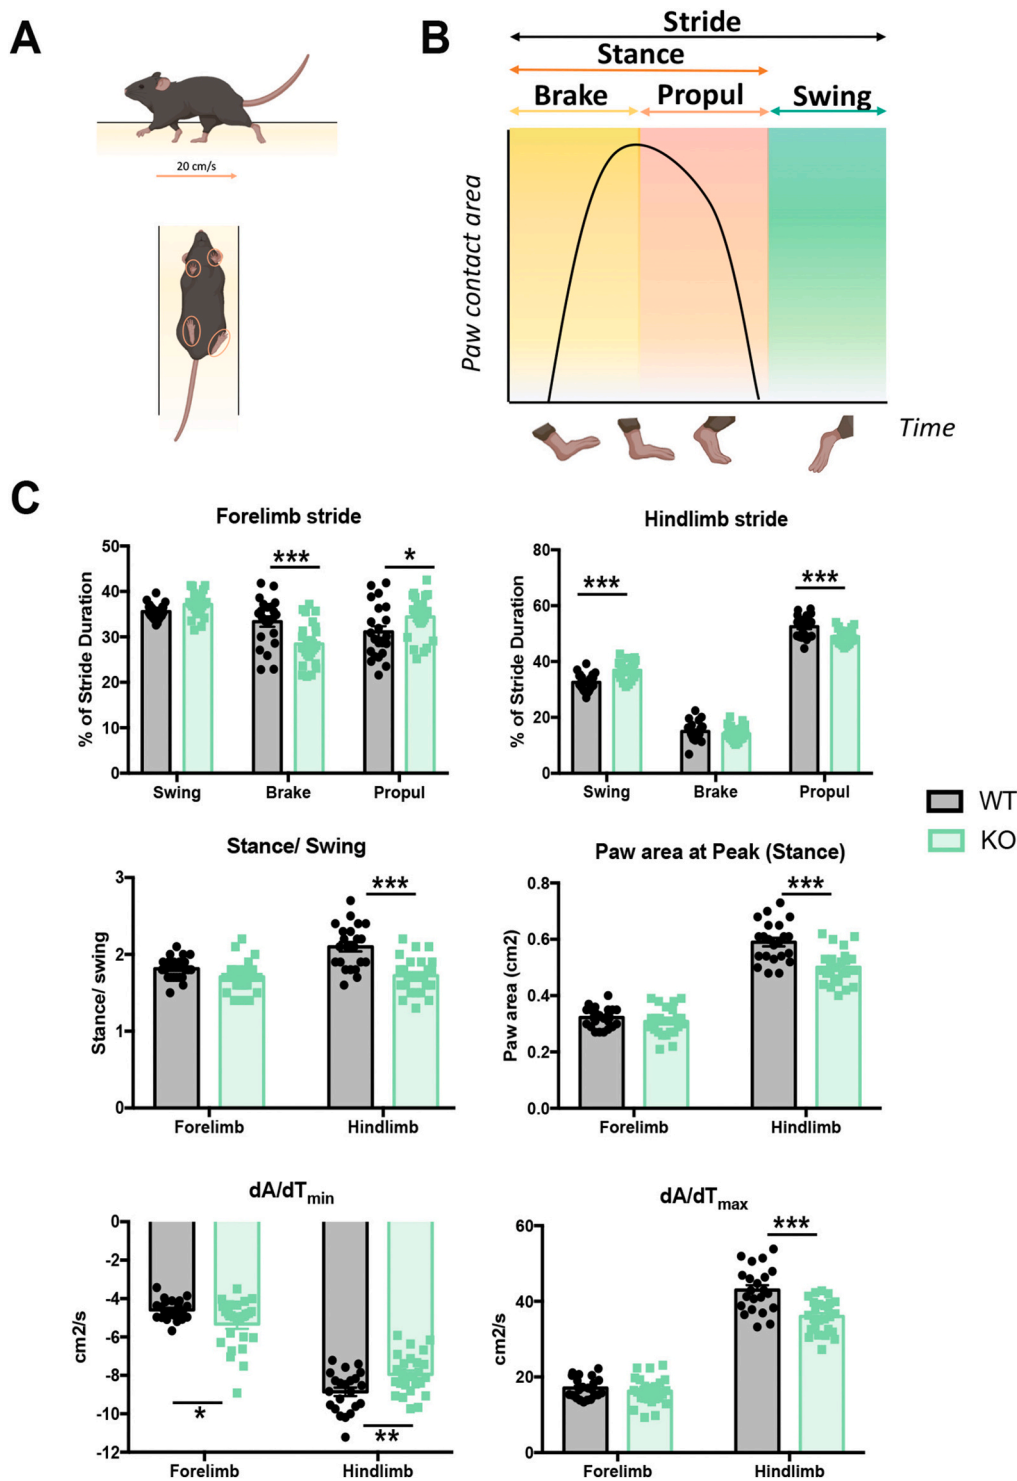 A
20 cm/s
B
Stride
Stance
Brake Propul Swing
Paw contact area
Time
C
Forelimb stride
% of Stride Duration
50
40
30
20
10
0
*** *
Swing Brake Propul
Hindlimb stride
% of Stride Duration
80
60
40
20
0
*** ***
Swing Brake Propul
WT
KO
Stance/ Swing
Stance/ swing
3
2
1
0
***
Forelimb Hindlimb
Paw area at Peak (Stance)
Paw area (cm2)
0.8
0.6
0.4
0.2
0.0
***
Forelimb Hindlimb
dA/dTmin
cm2/s
0
-2
-4
-6
-8
-10
-12
* **
Forelimb Hindlimb
dA/dTmax
cm2/s
60
40
20
0
***
Forelimb Hindlimb